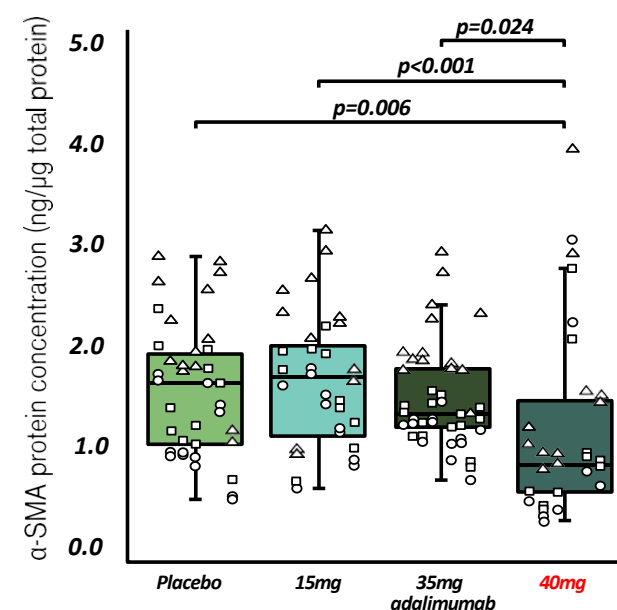 α-SMA protein concentration (ng/μg total protein)
5.0
4.0
3.0
2.0
1.0
0.0
p=0.024
p<0.001
p=0.006
Placebo
15mg
35mg
adalimumab
40mg